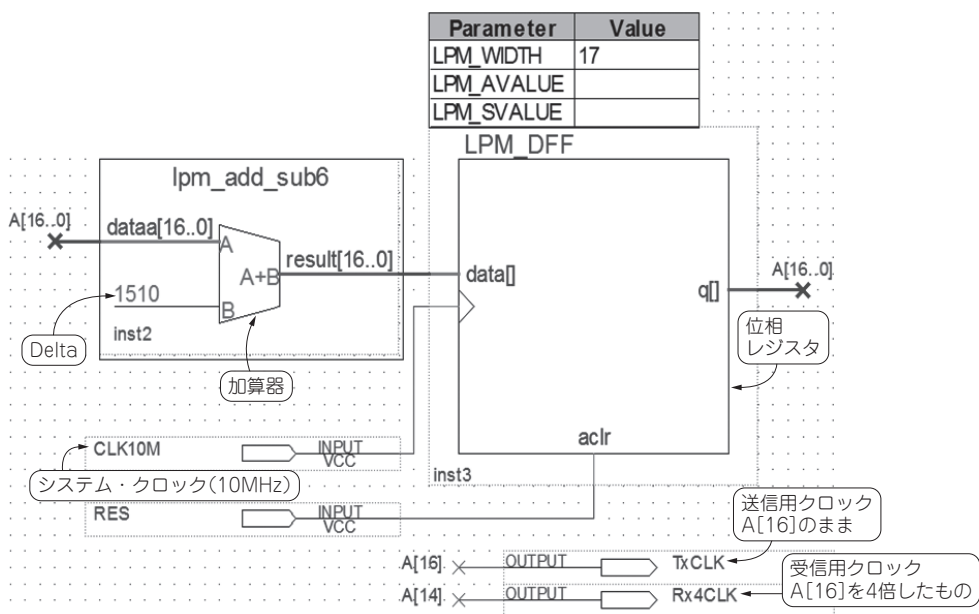 Parameter Value
LPM_WIDTH 17
LPM_AVALUE
LPM_SVALUE
LPM_DFF
lpm_add_sub6
A[16..0]
dataa[16..0]
A
A+B
result[16..0]
1510
B
inst2
Delta
加算器
data[]
q[]
A[16..0]
位相
レジスタ
aclr
inst3
CLK10M
INPUT
VCC
システム・クロック(10MHz)
RES
INPUT
VCC
送信用クロック
A[16]のまま
A[16]
OUTPUT
TxCLK
受信用クロック
A[16]を4倍したもの
A[14]
OUTPUT
Rx4CLK